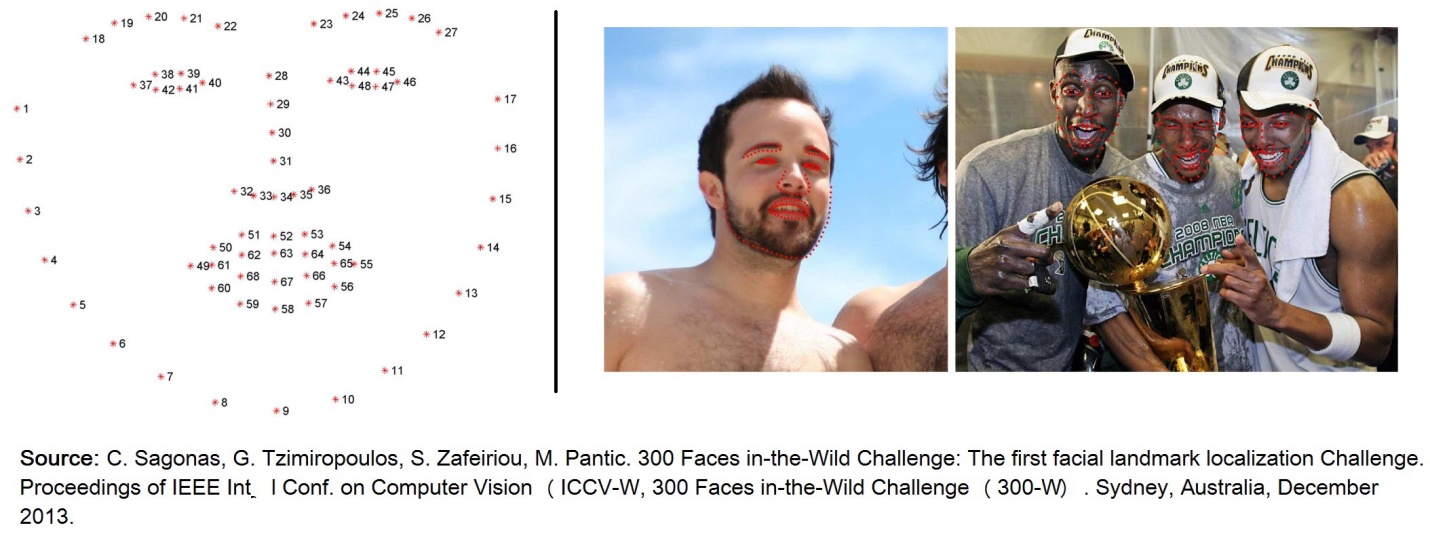 18 19 20 21 22 23 24 25 26 27
37 38 39 40 41 42 28 43 44 45 46 47 48
1 29 17
2 30 16
31
3 32 33 34 35 36 15
4 49 50 51 52 53 54 55 14
61 62 63 64 65
68 67 66
5 60 59 58 57 56 13
6 12
7 11
8 9 10
CHAMPIONS
CHAMPIONS
CHAMPIONS
2008 NBA
CHAMPIONS
Source: C. Sagonas, G. Tzimiropoulos, S. Zafeiriou, M. Pantic. 300 Faces in-the-Wild Challenge: The first facial landmark localization Challenge.
Proceedings of IEEE Int_ l Conf. on Computer Vision ( ICCV-W, 300 Faces in-the-Wild Challenge ( 300-W) . Sydney, Australia, December
2013.